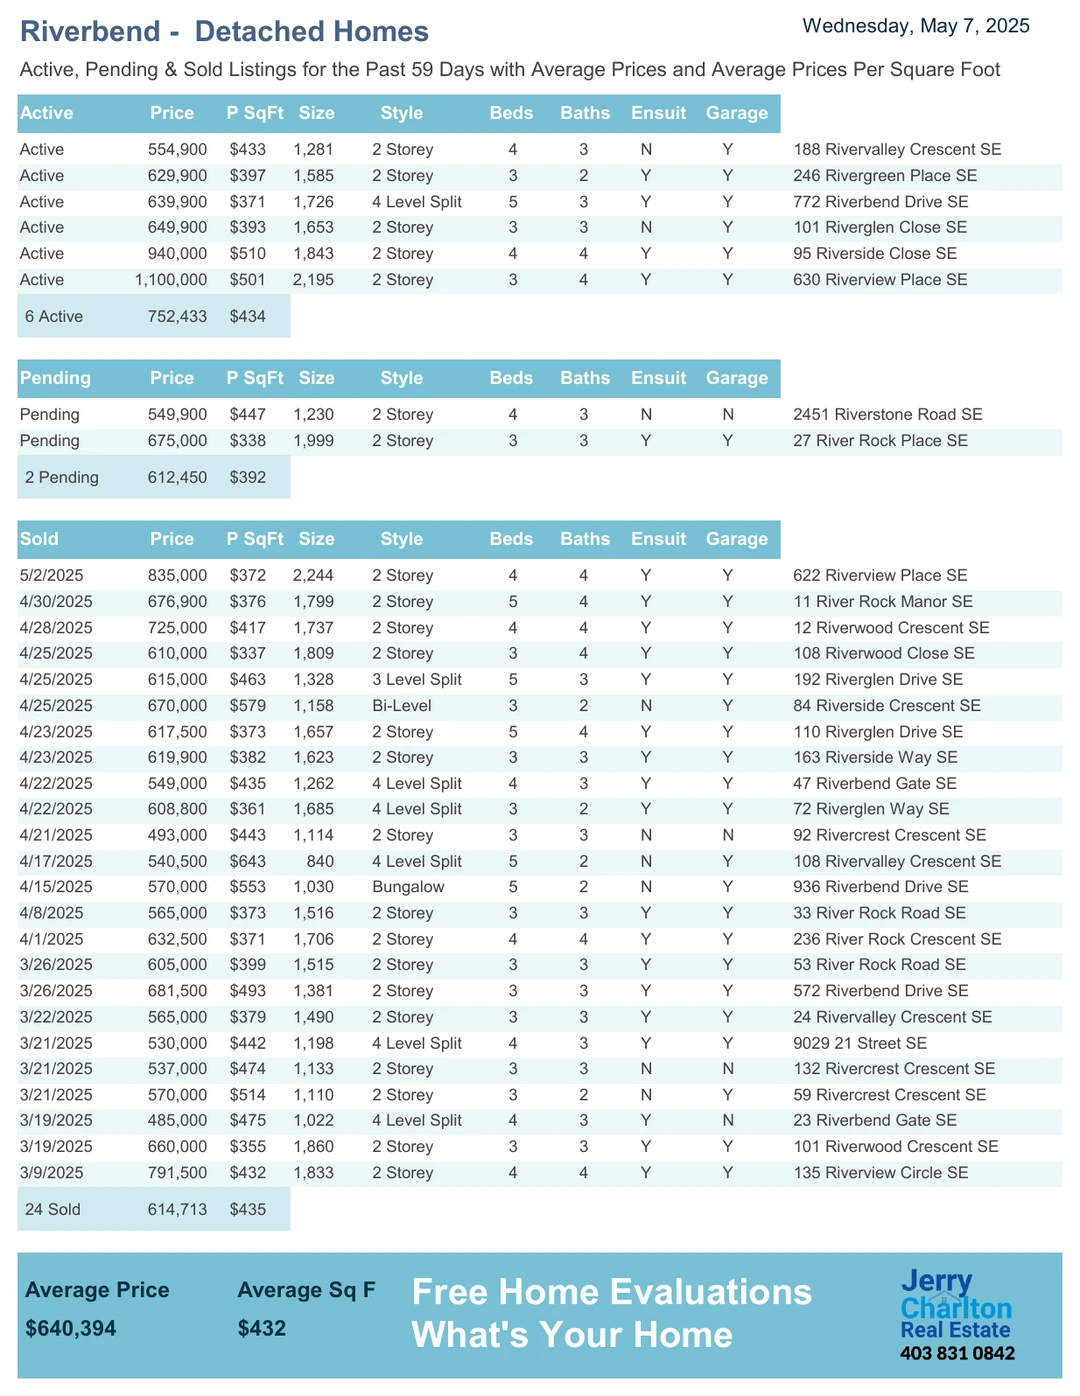 Riverbend - Detached Homes
Wednesday, May 7, 2025
Active, Pending & Sold Listings for the Past 59 Days with Average Prices and Average Prices Per Square Foot
Active Price P SqFt Size Style Beds Baths Ensuit Garage
Active 554,900 $433 1,281 2 Storey 4 3 N Y 188 Rivervalley Crescent SE
Active 629,900 $397 1,585 2 Storey 3 2 Y Y 246 Rivergreen Place SE
Active 639,900 $371 1,726 4 Level Split 5 3 Y Y 772 Riverbend Drive SE
Active 649,900 $393 1,653 2 Storey 3 3 N Y 101 Riverglen Close SE
Active 940,000 $510 1,843 2 Storey 4 4 Y Y 95 Riverside Close SE
Active 1,100,000 $501 2,195 2 Storey 3 4 Y Y 630 Riverview Place SE
6 Active 752,433 $434
Pending Price P SqFt Size Style Beds Baths Ensuit Garage
Pending 549,900 $447 1,230 2 Storey 4 3 N N 2451 Riverstone Road SE
Pending 675,000 $338 1,999 2 Storey 3 3 Y Y 27 River Rock Place SE
2 Pending 612,450 $392
Sold Price P SqFt Size Style Beds Baths Ensuit Garage
5/2/2025 835,000 $372 2,244 2 Storey 4 4 Y Y 622 Riverview Place SE
4/30/2025 676,900 $376 1,799 2 Storey 5 4 Y Y 11 River Rock Manor SE
4/28/2025 725,000 $417 1,737 2 Storey 4 4 Y Y 12 Riverwood Crescent SE
4/25/2025 610,000 $337 1,809 2 Storey 3 4 Y Y 108 Riverwood Close SE
4/25/2025 615,000 $463 1,328 3 Level Split 5 3 Y Y 192 Riverglen Drive SE
4/25/2025 670,000 $579 1,158 Bi-Level 3 2 N Y 84 Riverside Crescent SE
4/23/2025 617,500 $373 1,657 2 Storey 5 4 Y Y 110 Riverglen Drive SE
4/23/2025 619,900 $382 1,623 2 Storey 3 3 Y Y 163 Riverside Way SE
4/22/2025 549,000 $435 1,262 4 Level Split 4 3 Y Y 47 Riverbend Gate SE
4/22/2025 608,800 $361 1,685 4 Level Split 3 2 Y Y 72 Riverglen Way SE
4/21/2025 493,000 $443 1,114 2 Storey 3 3 N N 92 Rivercrest Crescent SE
4/17/2025 540,500 $643 840 4 Level Split 5 2 N Y 108 Rivervalley Crescent SE
4/15/2025 570,000 $553 1,030 Bungalow 5 2 N Y 936 Riverbend Drive SE
4/8/2025 565,000 $373 1,516 2 Storey 3 3 Y Y 33 River Rock Road SE
4/1/2025 632,500 $371 1,706 2 Storey 4 4 Y Y 236 River Rock Crescent SE
3/26/2025 605,000 $399 1,515 2 Storey 3 3 Y Y 53 River Rock Road SE
3/26/2025 681,500 $493 1,381 2 Storey 3 3 Y Y 572 Riverbend Drive SE
3/22/2025 565,000 $379 1,490 2 Storey 3 3 Y Y 24 Rivervalley Crescent SE
3/21/2025 530,000 $442 1,198 4 Level Split 4 3 Y Y 9029 21 Street SE
3/21/2025 537,000 $474 1,133 2 Storey 3 3 N N 132 Rivercrest Crescent SE
3/21/2025 570,000 $514 1,110 2 Storey 3 2 N Y 59 Rivercrest Crescent SE
3/19/2025 485,000 $475 1,022 4 Level Split 4 3 Y N 23 Riverbend Gate SE
3/19/2025 660,000 $355 1,860 2 Storey 3 3 Y Y 101 Riverwood Crescent SE
3/9/2025 791,500 $432 1,833 2 Storey 4 4 Y Y 135 Riverview Circle SE
24 Sold 614,713 $435
Average Price Average Sq F
$640,394 $432
Free Home Evaluations
What's Your Home
Jerry
Charlton
Real Estate
403 831 0842